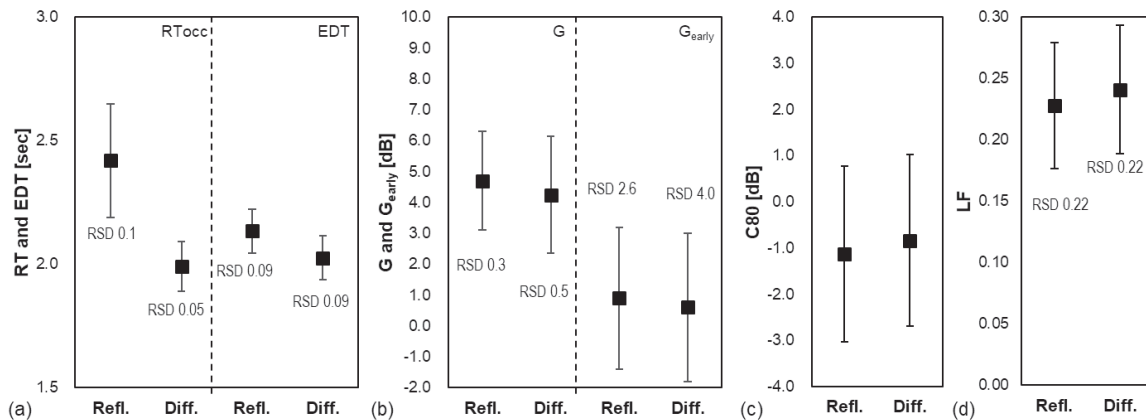 3.0
2.5
2.0
1.5
RT and EDT [sec]
RTocc
EDT
RSD 0.1
RSD 0.05
RSD 0.09
RSD 0.09
Refl. Diff. Refl. Diff.
(a)
10.0
9.0
8.0
7.0
6.0
5.0
4.0
3.0
2.0
1.0
0.0
-1.0
-2.0
G and Gearly [dB]
G
Gearly
RSD 0.3
RSD 0.5
RSD 2.6
RSD 4.0
Refl. Diff. Refl. Diff.
(b)
4.0
3.0
2.0
1.0
0.0
-1.0
-2.0
-3.0
-4.0
C80 [dB]
Refl. Diff.
(c)
0.30
0.25
0.20
0.15
0.10
0.05
0.00
LF
RSD 0.22
RSD 0.22
Refl. Diff.
(d)